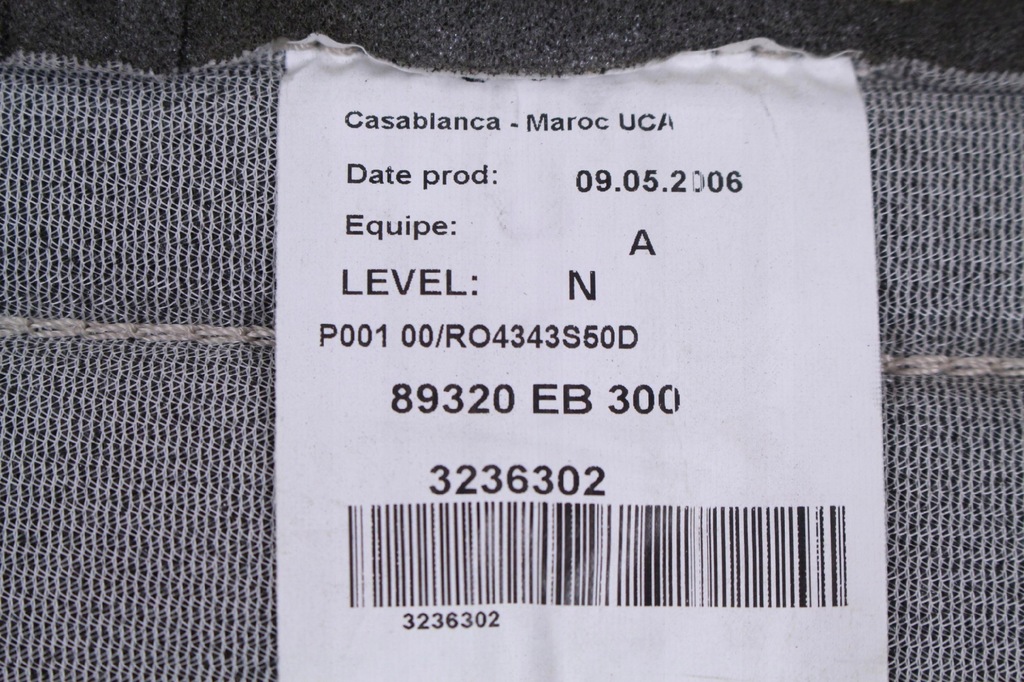 Casablanca - Maroc UCA
Date prod: 09.05.2006
Equipe: A
LEVEL: N
P001 00/RO4343S50D
89320 EB 300
3236302
3236302